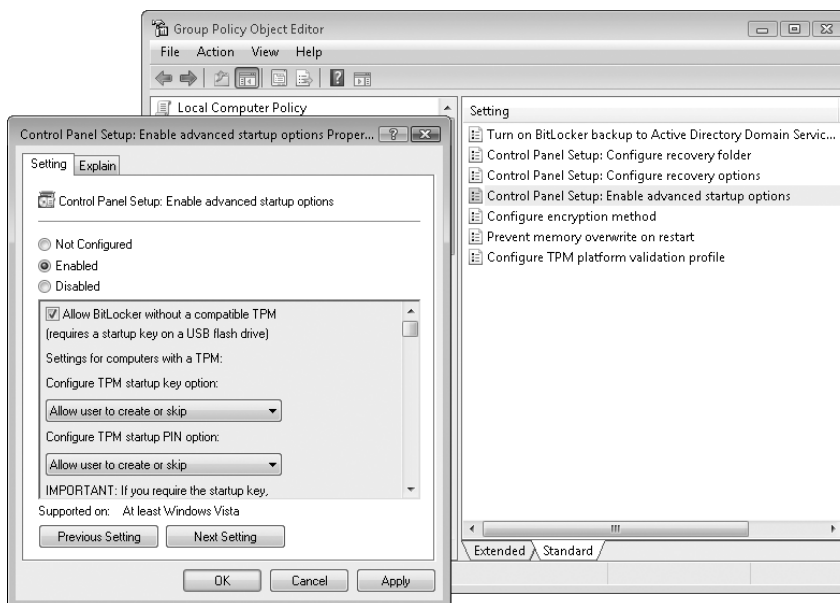 Group Policy Object Editor
File Action View Help
Local Computer Policy
Setting
Turn on BitLocker backup to Active Directory Domain Servic...
Control Panel Setup: Configure recovery folder
Control Panel Setup: Configure recovery options
Control Panel Setup: Enable advanced startup options
Configure encryption method
Prevent memory overwrite on restart
Configure TPM platform validation profile
Extended Standard
Control Panel Setup: Enable advanced startup options Proper...
Setting Explain
Control Panel Setup: Enable advanced startup options
Not Configured
Enabled
Disabled
Allow BitLocker without a compatible TPM
(requires a startup key on a USB flash drive)
Settings for computers with a TPM:
Configure TPM startup key option:
Allow user to create or skip
Configure TPM startup PIN option:
Allow user to create or skip
IMPORTANT: If you require the startup key,
Supported on: At least Windows Vista
Previous Setting Next Setting
OK Cancel Apply